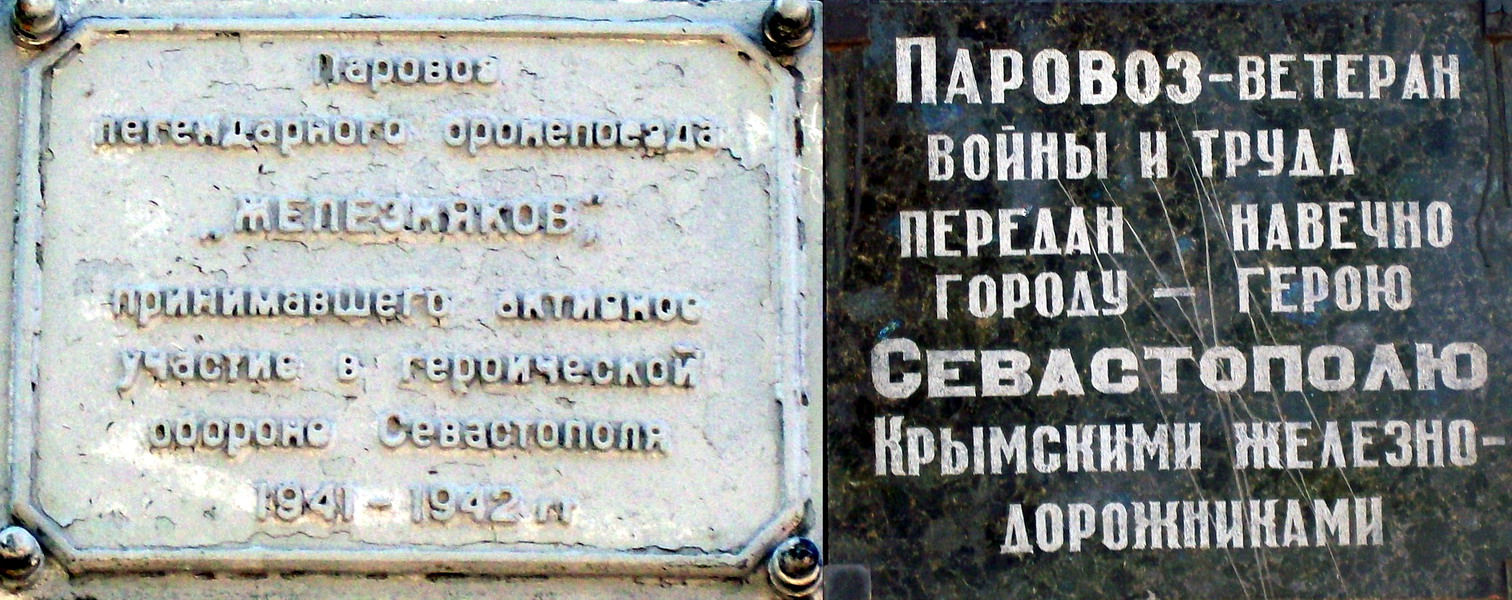 Паровоз
легендарного бронепоезда
„ЖЕЛЕЗНЯКОВ“
принимавшего активное
участие в героической
обороне Севастополя
1941 – 1942 гг
ПАРОВОЗ-ВЕТЕРАН
ВОЙНЫ И ТРУДА
ПЕРЕДАН НАВЕЧНО
ГОРОДУ – ГЕРОЮ
СЕВАСТОПОЛЮ
КРЫМСКИМИ ЖЕЛЕЗНО-
ДОРОЖНИКАМИ